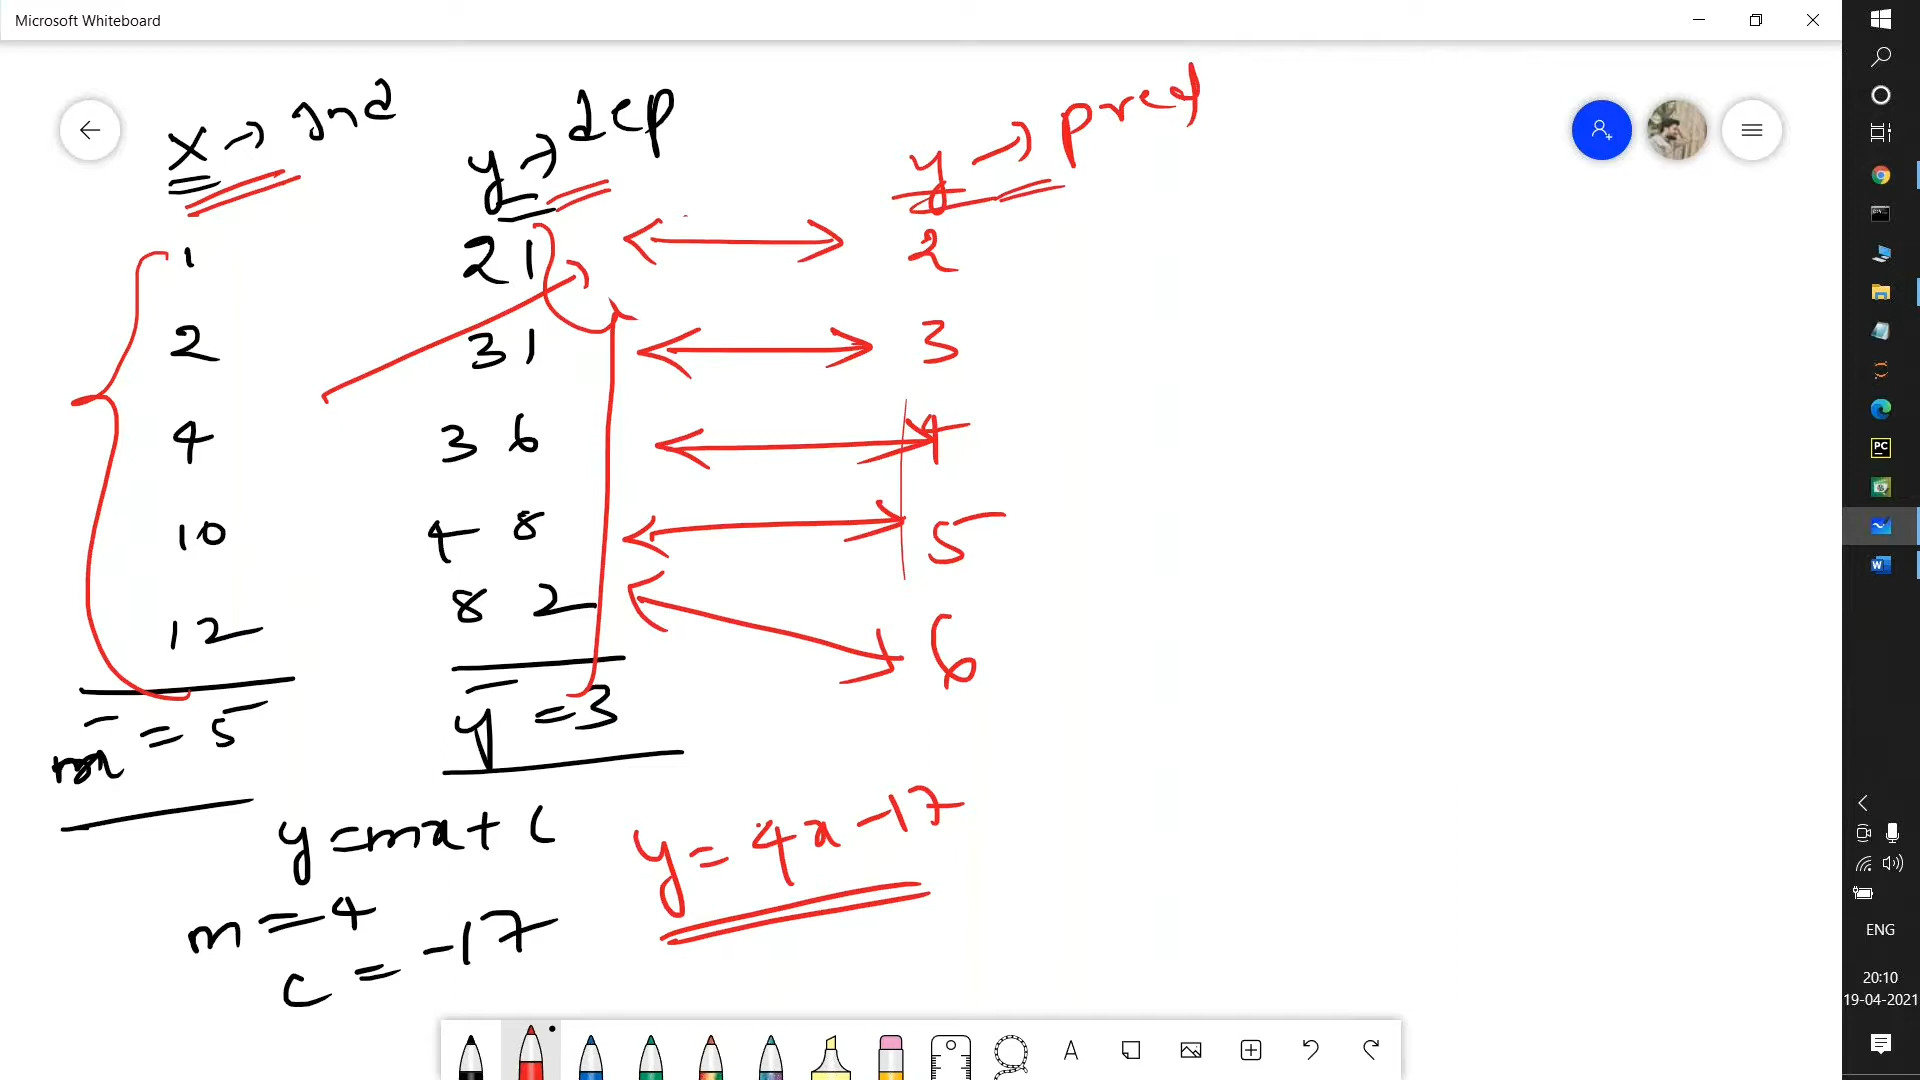 Microsoft Whiteboard
x → Ind
y → dep
y → pred
1 21 2
2 31 3
4 36 4
10 48 5
12 82 6
= 5
y = 3
y = mx + c
y = 4x - 17
m = 4
c = -17
ENG
20:10
19-04-2021